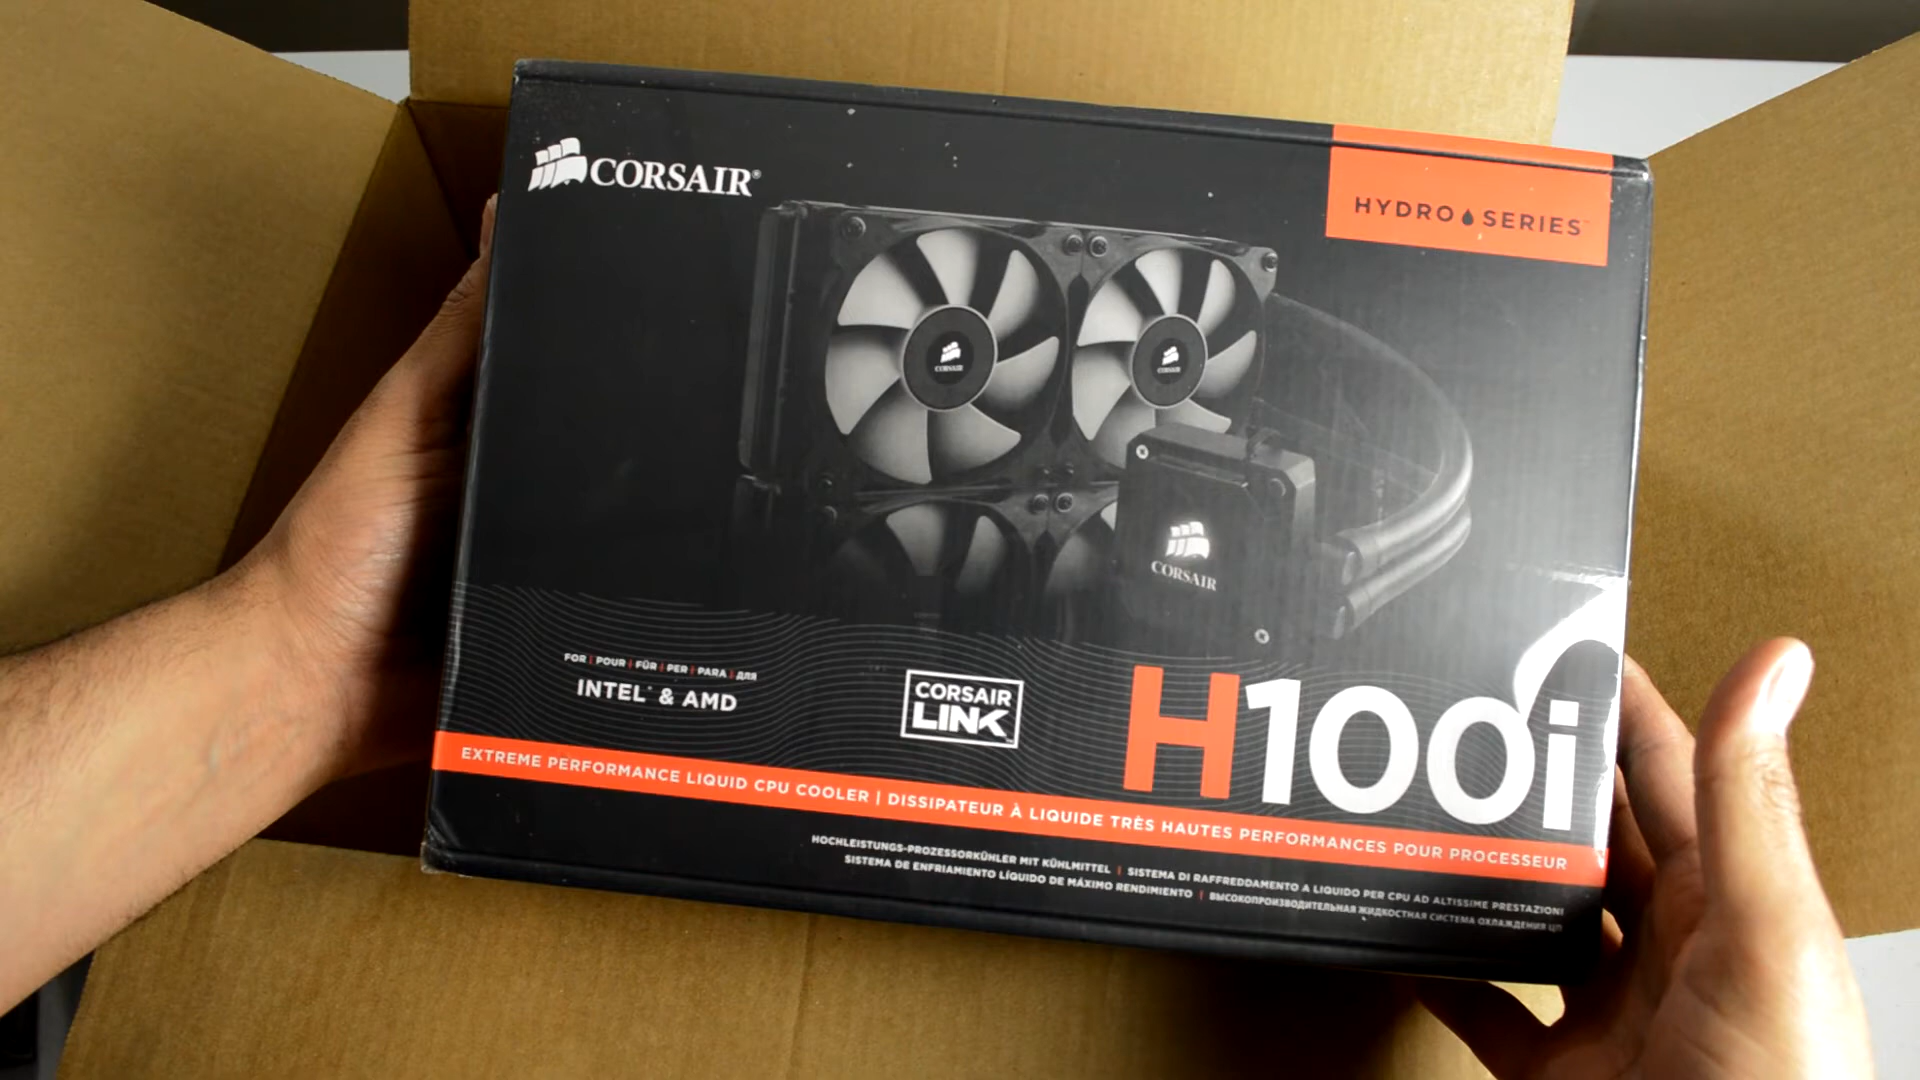 CORSAIR®
HYDRO SERIES™
CORSAIR
CORSAIR
CORSAIR
FOR | POUR | FÜR | PER | PARA | ДЛЯ
INTEL® & AMD
CORSAIR
LINK
H100i
EXTREME PERFORMANCE LIQUID CPU COOLER | DISSIPATEUR À LIQUIDE TRÈS HAUTES PERFORMANCES POUR PROCESSEUR
HOCHLEISTUNGS-PROZESSORKÜHLER MIT KÜHLMITTEL | SISTEMA DI RAFFREDDAMENTO A LIQUIDO PER CPU AD ALTISSIME PRESTAZIONI
SISTEMA DE ENFRIAMIENTO LÍQUIDO DE MÁXIMO RENDIMIENTO | ВЫСОКОПРОИЗВОДИТЕЛЬНАЯ ЖИДКОСТНАЯ СИСТЕМА ОХЛАЖДЕНИЯ ЦП